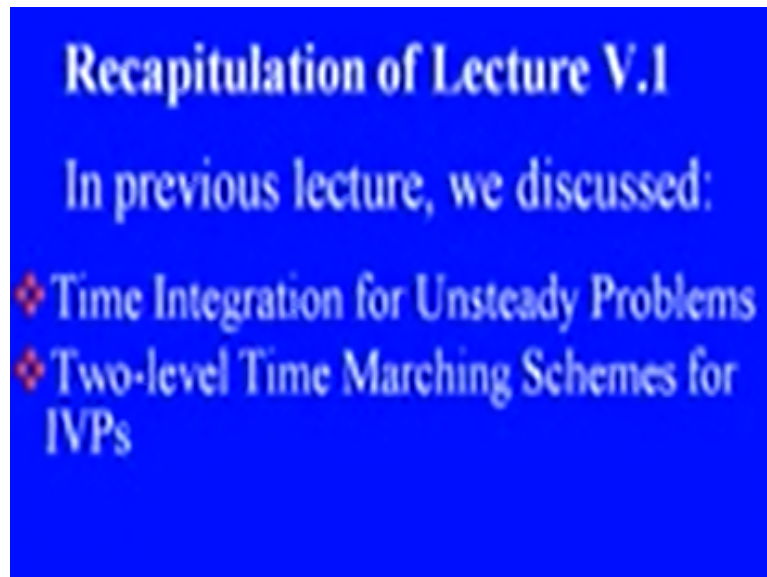 Recapitulation of Lecture V.1
In previous lecture, we discussed:
Time Integration for Unsteady Problems
Two-level Time Marching Schemes for
IVPs